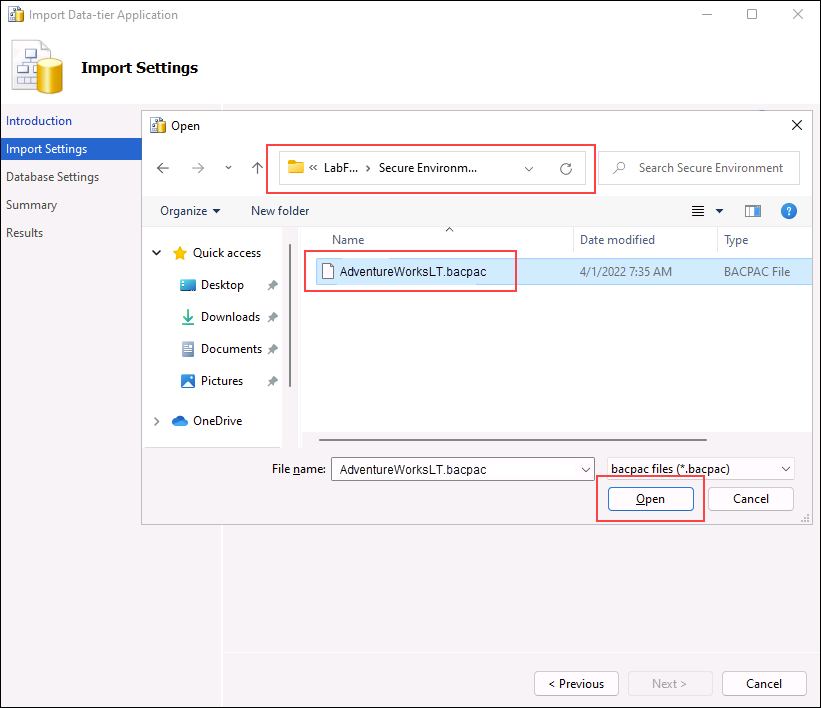 Import Data-tier Application
Import Settings
Introduction
Import Settings
Database Settings
Summary
Results
Open
« LabF... › Secure Environm...
Search Secure Environment
Organize
New folder
Name
Date modified
Type
Quick access
Desktop
Downloads
Documents
Pictures
OneDrive
AdventureWorksLT.bacpac 4/1/2022 7:35 AM BACPAC File
File name: AdventureWorksLT.bacpac
bacpac files (*.bacpac)
Open
Cancel
< Previous
Next >
Cancel